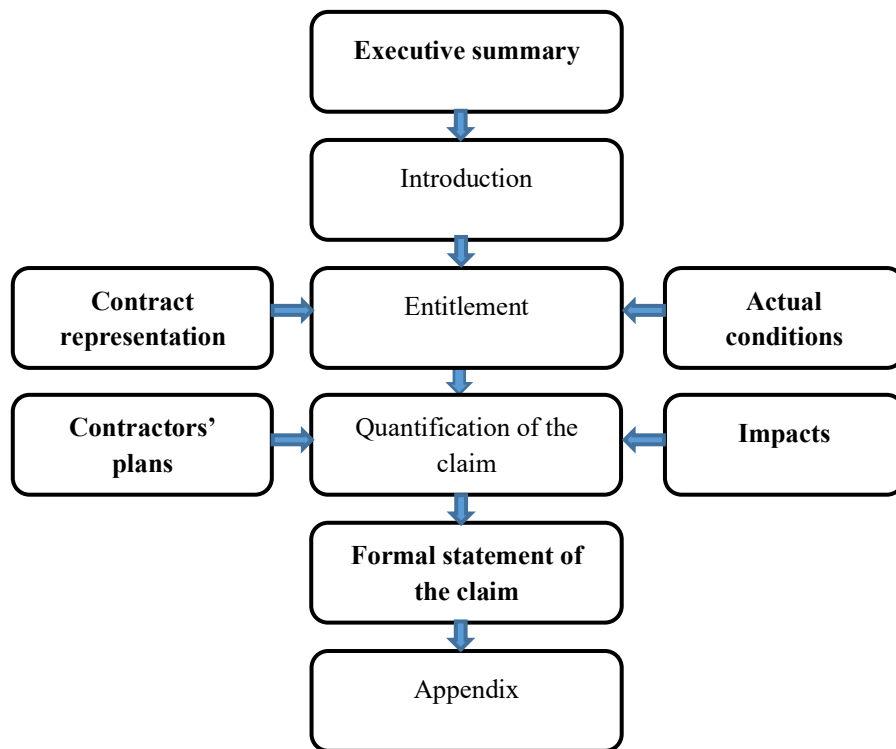 Executive summary
Introduction
Contract
representation
Entitlement
Actual
conditions
Contractors’
plans
Quantification of the
claim
Impacts
Formal statement of
the claim
Appendix